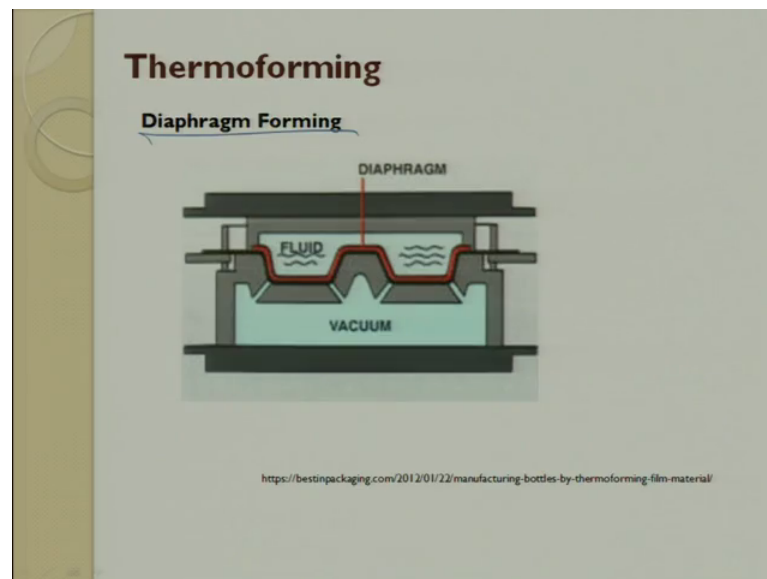 Thermoforming
Diaphragm Forming
DIAPHRAGM
FLUID
VACUUM
https://bestinpackaging.com/2012/01/22/manufacturing-bottles-by-thermoforming-film-material/